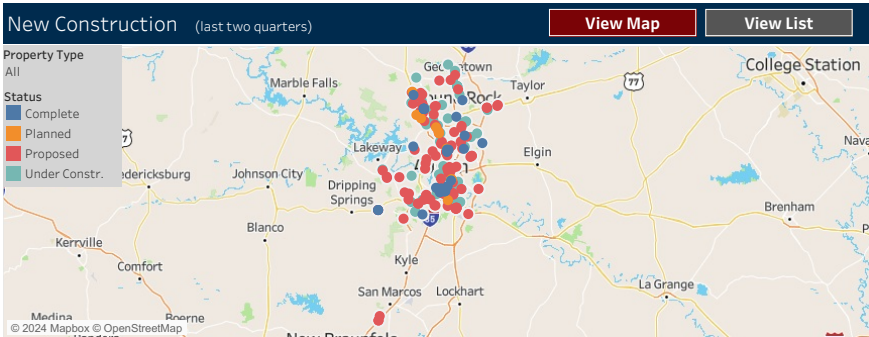 New Construction (last two quarters)
View Map
View List
Property Type
All
Status
Complete
Planned
Proposed
Under Constr.
College Station
Marble Falls
Taylor
77
Lakeway
Elgin
Johnson City
Dripping
Springs
Blanco
Brenham
Kerrville
Comfort
Kyle
San Marcos
Lockhart
La Grange
Medina
Boerne
35
© 2024 Mapbox © OpenStreetMap